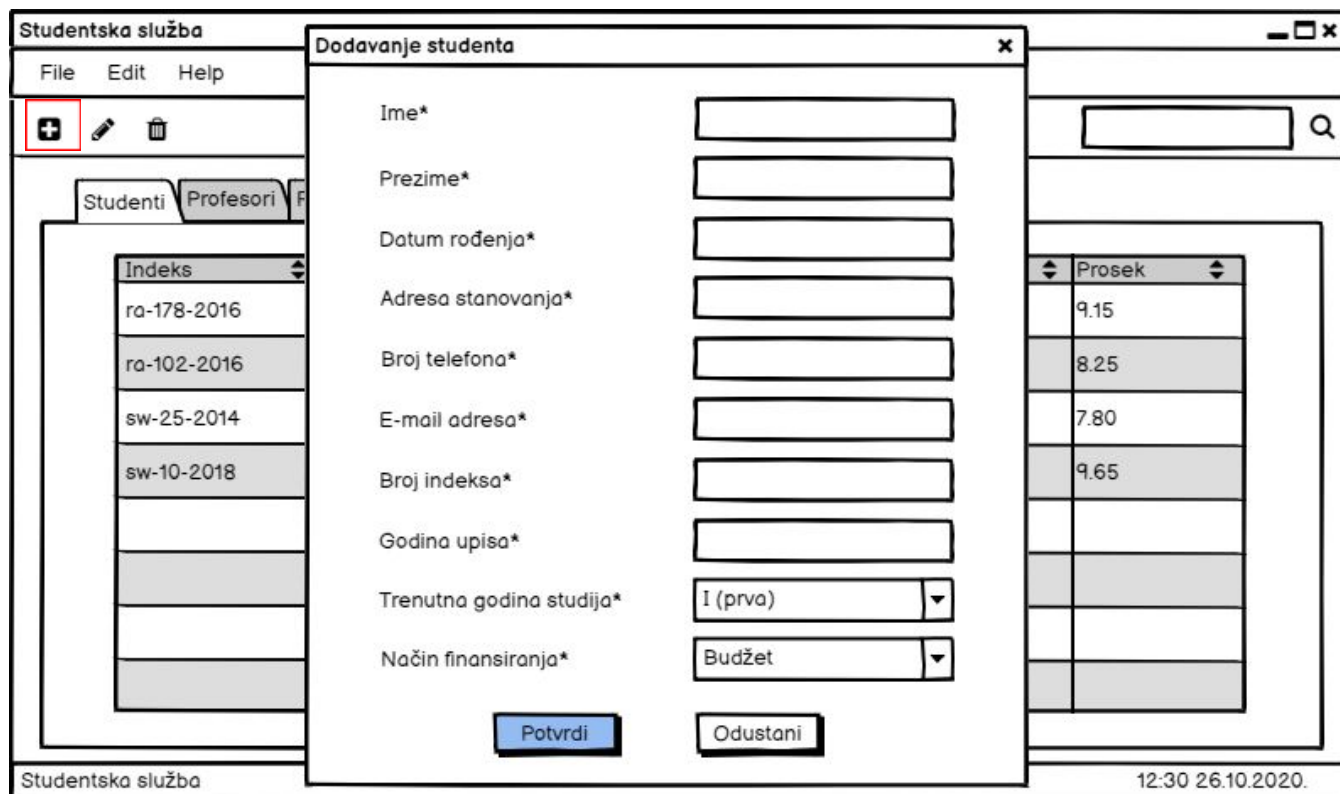 Studentska služba
File Edit Help
Studenti Profesori
Indeks
Prosek
ra-178-2016
9.15
ra-102-2016
8.25
sw-25-2014
7.80
sw-10-2018
9.65
Dodavanje studenta
Ime*
Prezime*
Datum rođenja*
Adresa stanovanja*
Broj telefona*
E-mail adresa*
Broj indeksa*
Godina upisa*
Trenutna godina studija* I (prva)
Način finansiranja* Budžet
Potvrdi Odustani
Studentska služba
12:30 26.10.2020.